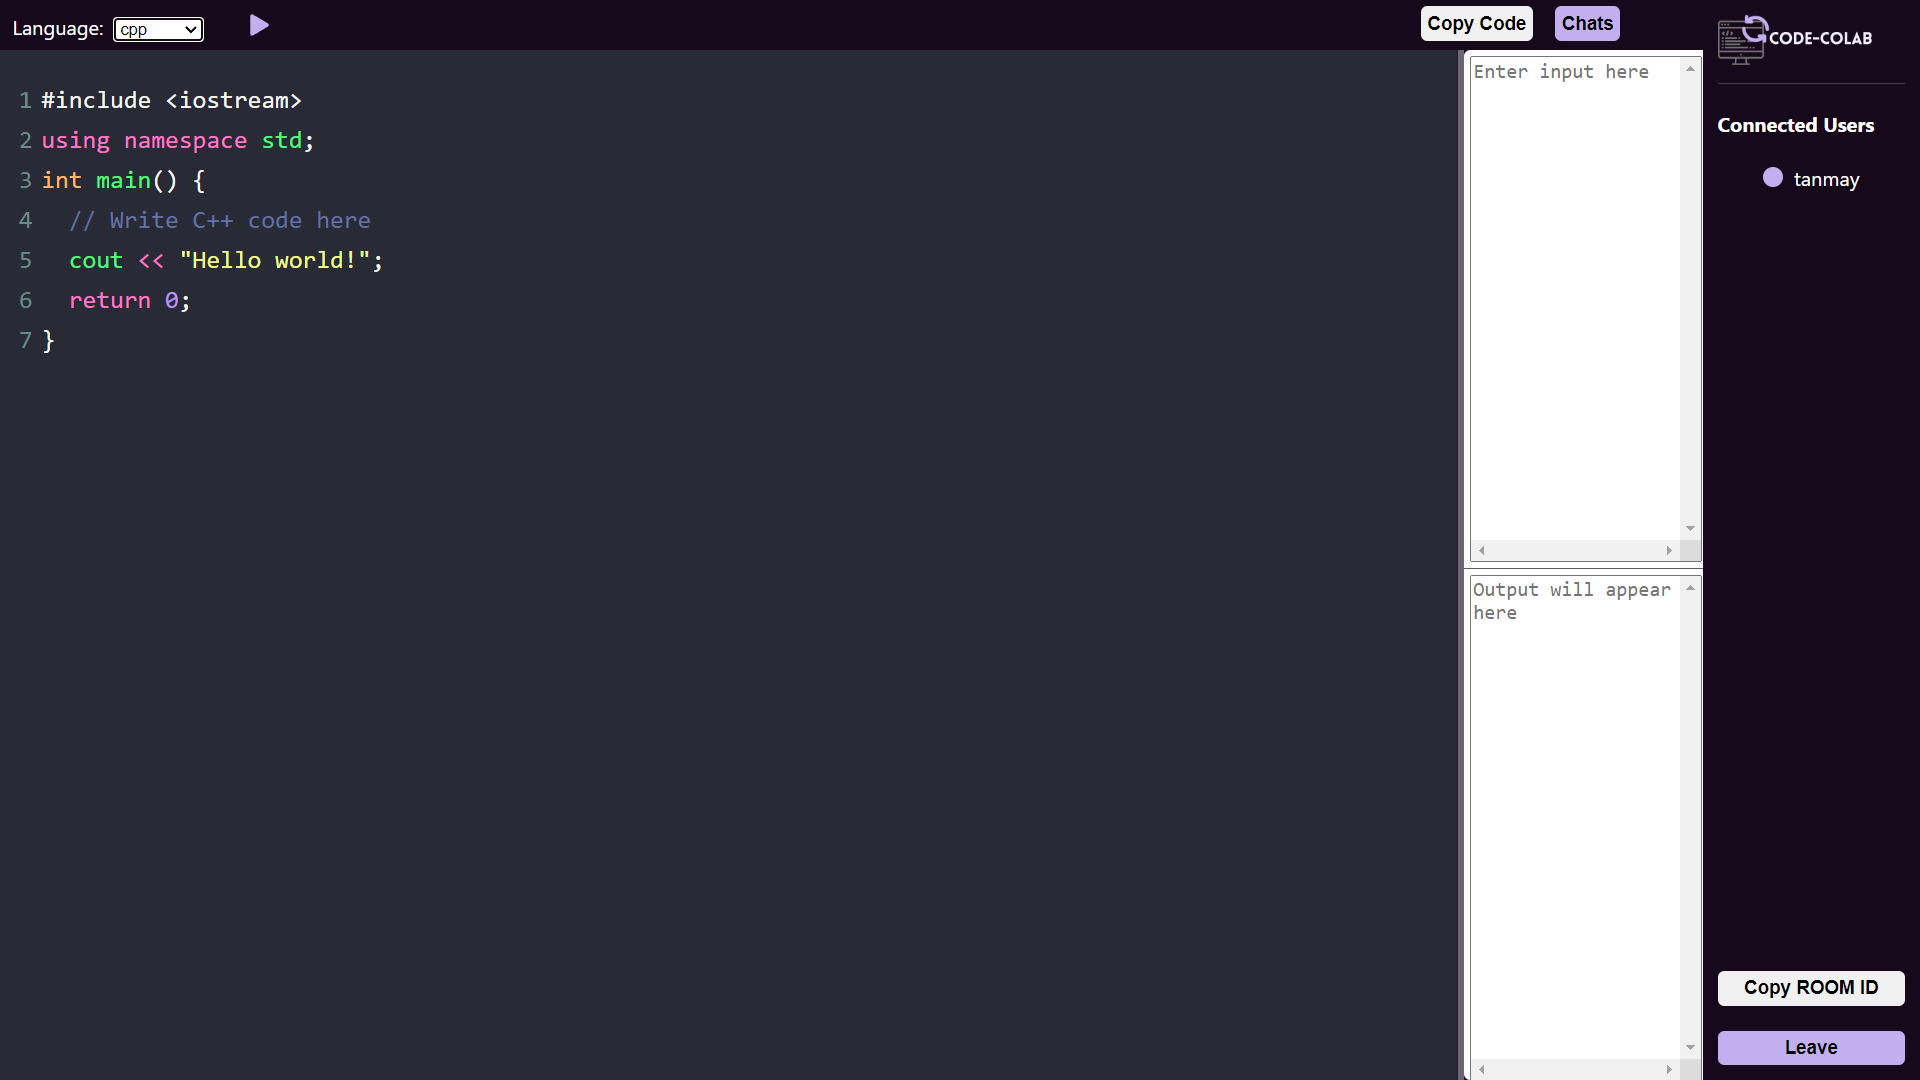 Language: cpp
Copy Code
Chats
CODE-COLAB
1 #include <iostream>
2 using namespace std;
3 int main() {
4   // Write C++ code here
5   cout << "Hello world!";
6   return 0;
7 }
Enter input here
Output will appear
here
Connected Users
tanmay
Copy ROOM ID
Leave